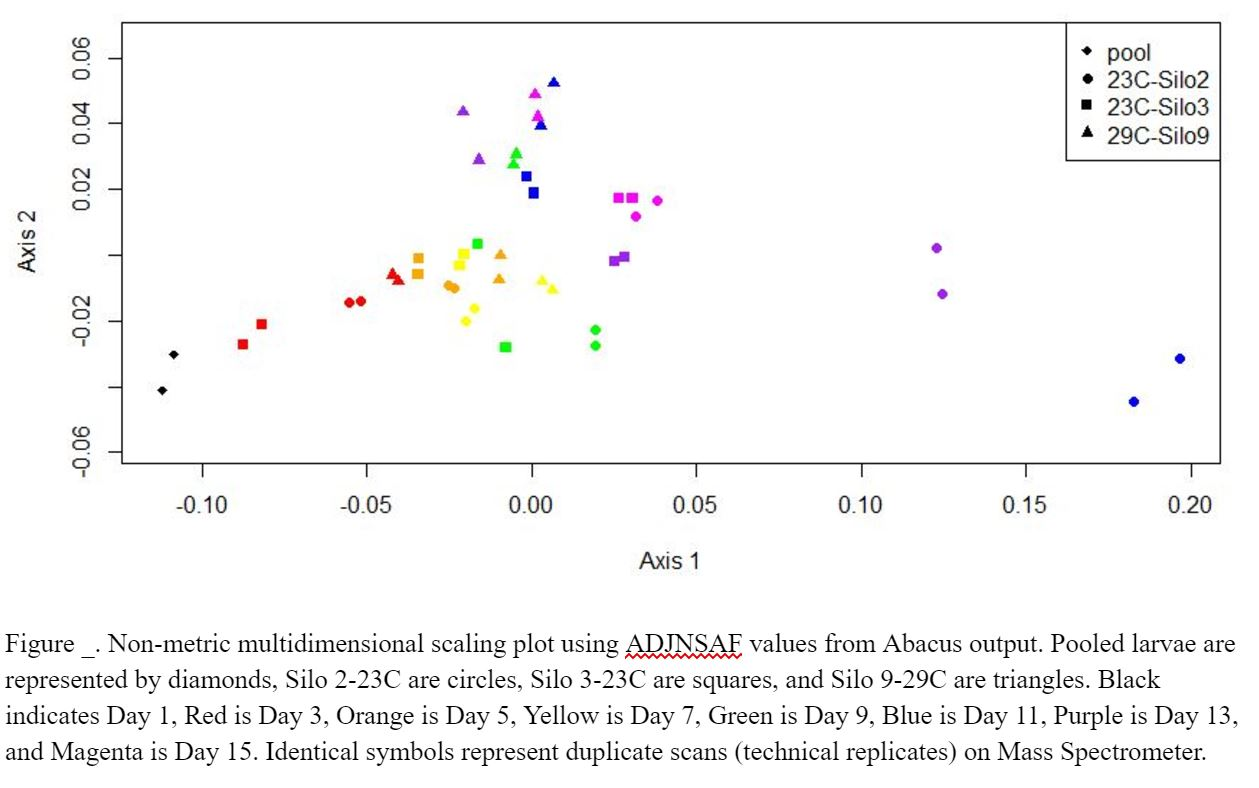 0.06
0.04
0.02
-0.02
-0.06
Axis 2
pool
23C-Silo2
23C-Silo3
29C-Silo9
-0.10
-0.05
0.00
0.05
0.10
0.15
0.20
Axis 1
Figure _. Non-metric multidimensional scaling plot using ADJNSAF values from Abacus output. Pooled larvae are
represented by diamonds, Silo 2-23C are circles, Silo 3-23C are squares, and Silo 9-29C are triangles. Black
indicates Day 1, Red is Day 3, Orange is Day 5, Yellow is Day 7, Green is Day 9, Blue is Day 11, Purple is Day 13,
and Magenta is Day 15. Identical symbols represent duplicate scans (technical replicates) on Mass Spectrometer.